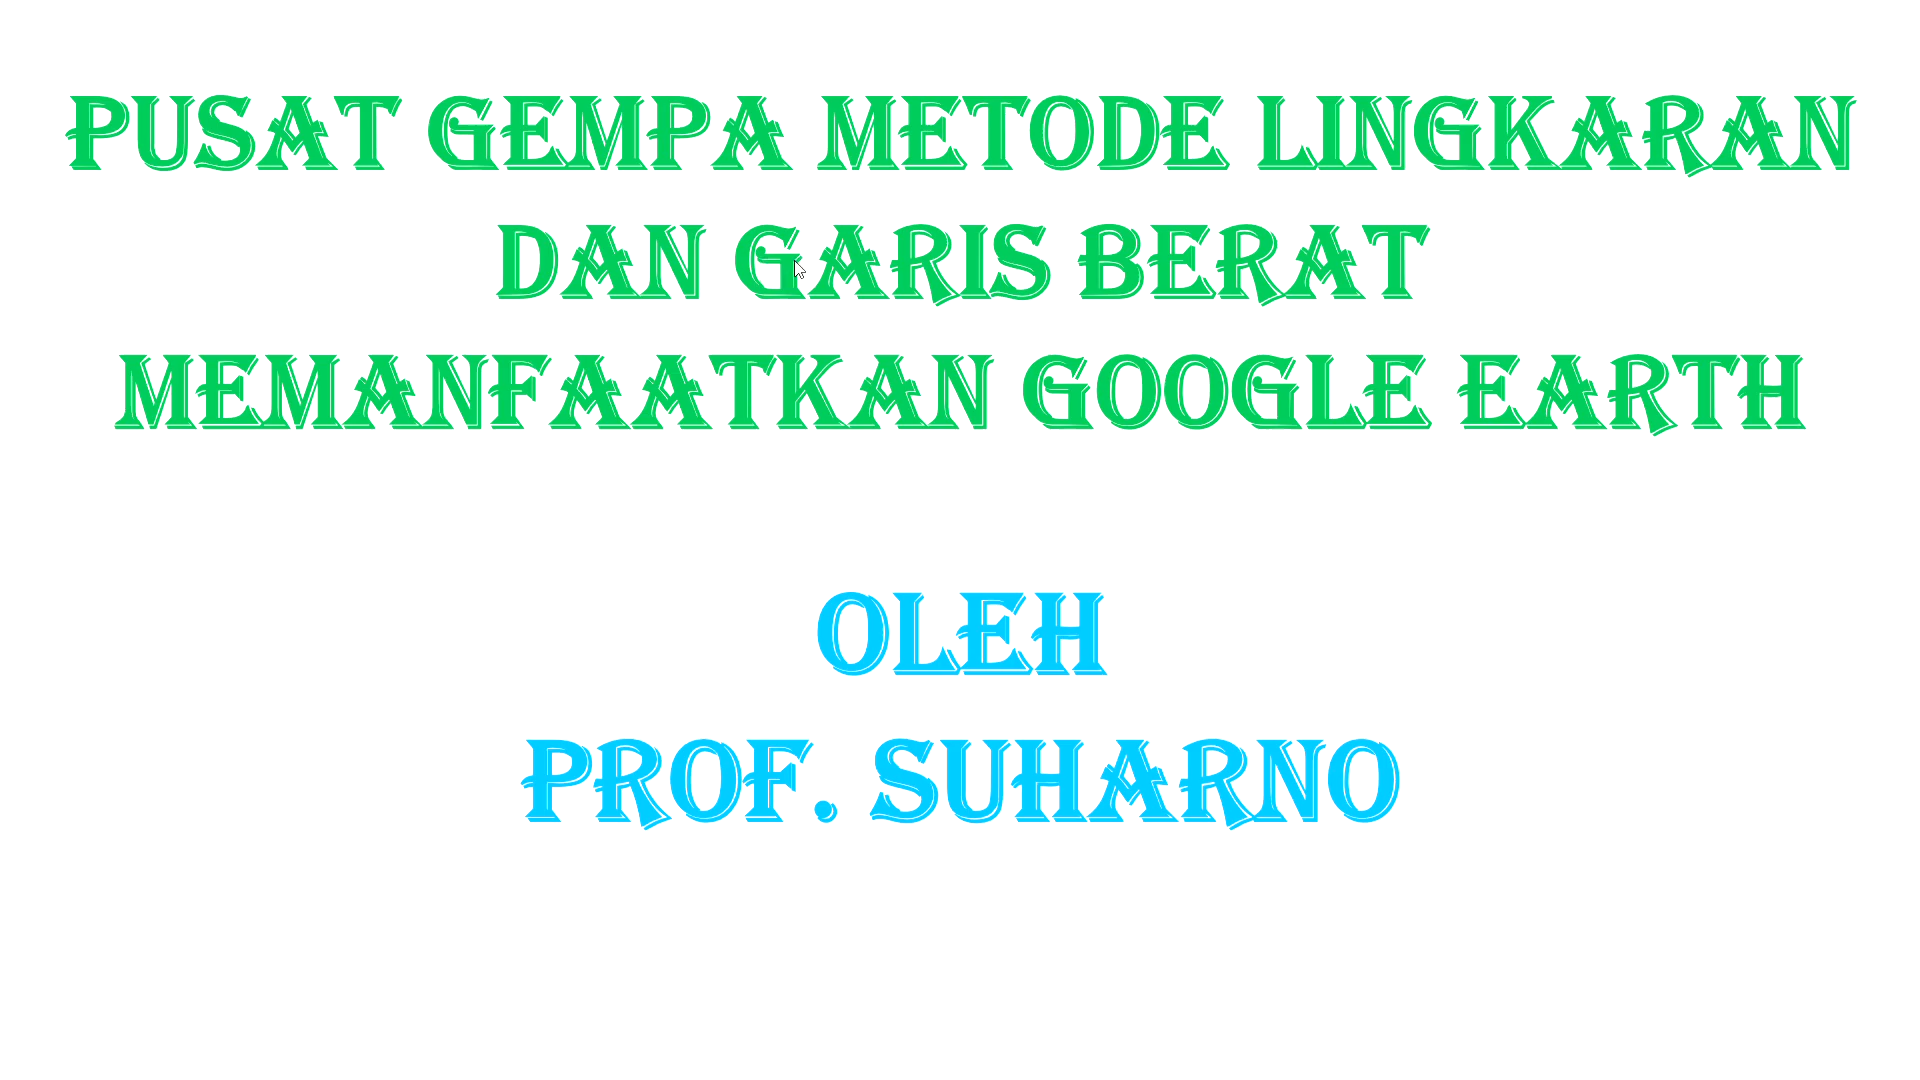 PUSAT GEMPA METODE LINGKARAN
DAN GARIS BERAT
MEMANFAATKAN GOOGLE EARTH
OLEH
PROF. SUHARNO